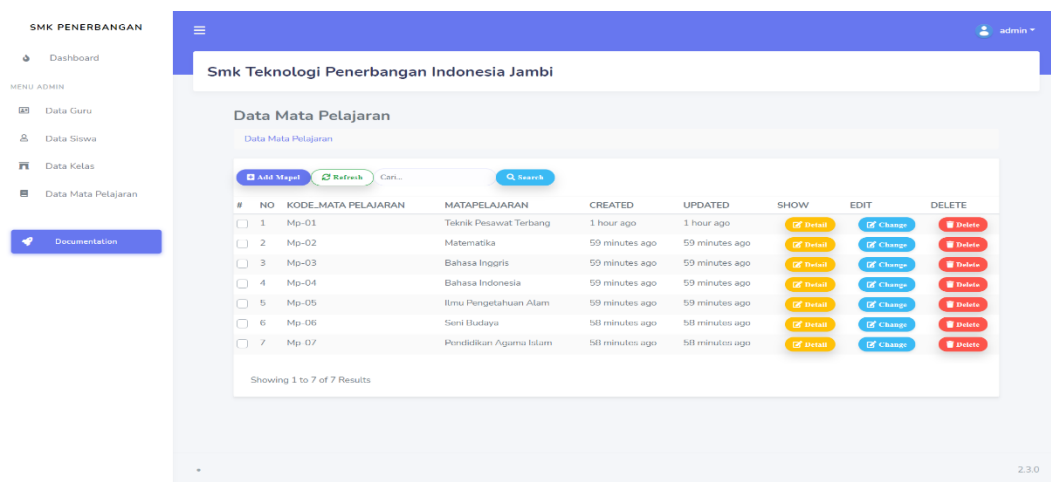 SMK PENERBANGAN
admin
Dashboard
Smk Teknologi Penerbangan Indonesia Jambi
MENU ADMIN
Data Guru
Data Siswa
Data Kelas
Data Mata Pelajaran
Documentation
Data Mata Pelajaran
Data Mata Pelajaran
Add Mapel Refresh Cari... Search
# NO KODE_MATA PELAJARAN MATAPELAJARAN CREATED UPDATED SHOW EDIT DELETE
1 Mp-01 Teknik Pesawat Terbang 1 hour ago 1 hour ago Detail Change Delete
2 Mp-02 Matematika 59 minutes ago 59 minutes ago Detail Change Delete
3 Mp-03 Bahasa Inggris 59 minutes ago 59 minutes ago Detail Change Delete
4 Mp-04 Bahasa Indonesia 59 minutes ago 59 minutes ago Detail Change Delete
5 Mp-05 Ilmu Pengetahuan Alam 59 minutes ago 59 minutes ago Detail Change Delete
6 Mp-06 Seni Budaya 58 minutes ago 58 minutes ago Detail Change Delete
7 Mp-07 Pendidikan Agama Islam 58 minutes ago 58 minutes ago Detail Change Delete
Showing 1 to 7 of 7 Results
2.3.0